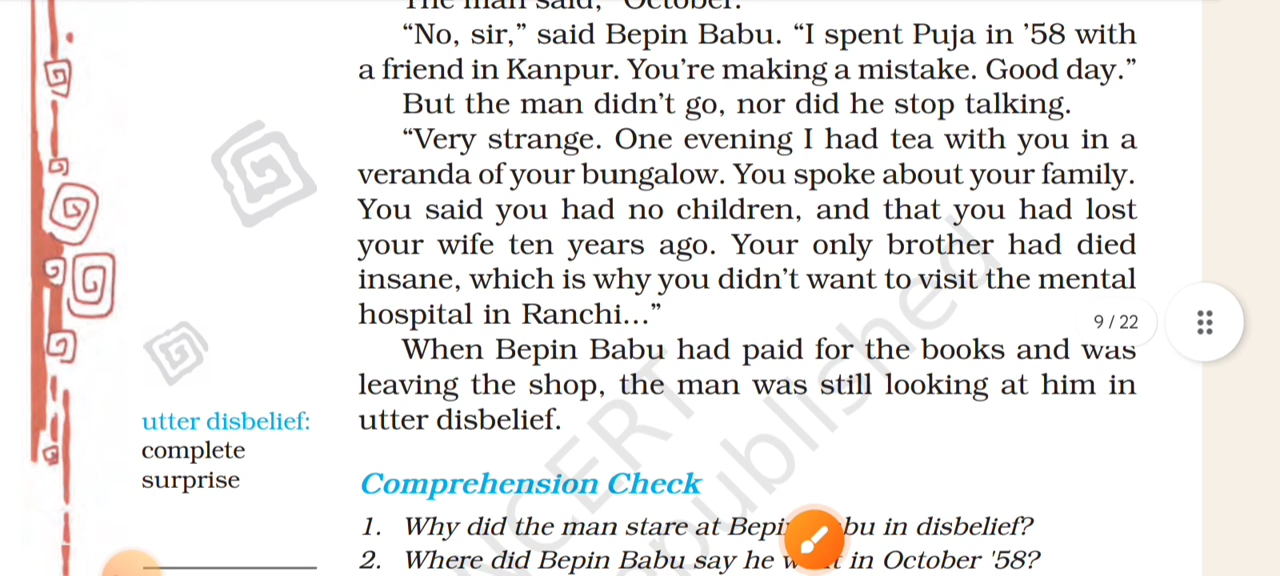 The man said, "October."
“No, sir,” said Bepin Babu. “I spent Puja in ’58 with
a friend in Kanpur. You’re making a mistake. Good day.”
But the man didn’t go, nor did he stop talking.
“Very strange. One evening I had tea with you in a
veranda of your bungalow. You spoke about your family.
You said you had no children, and that you had lost
your wife ten years ago. Your only brother had died
insane, which is why you didn’t want to visit the mental
hospital in Ranchi...”
9 / 22
When Bepin Babu had paid for the books and was
leaving the shop, the man was still looking at him in
utter disbelief.
utter disbelief:
complete
surprise
Comprehension Check
1. Why did the man stare at Bepi bu in disbelief?
2. Where did Bepin Babu say he w t in October '58?
NCERT
republished